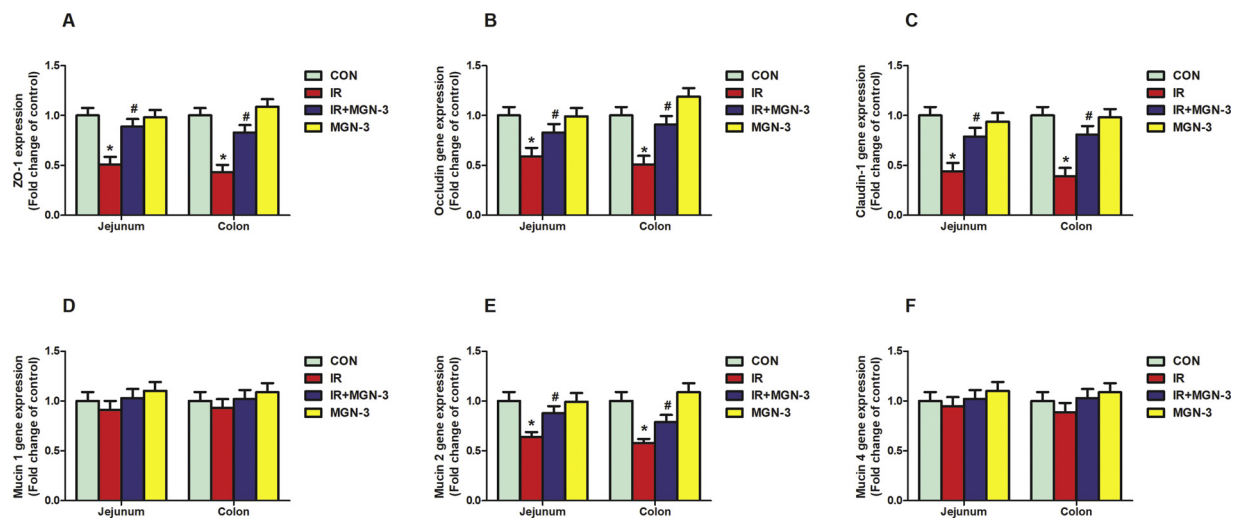 A
ZO-1 expression
(Fold change of control)
1.5
1.0
0.5
0.0
*
#
*
#
Jejunum
Colon
CON
IR
IR+MGN-3
MGN-3
B
Occludin gene expression
(Fold change of control)
1.5
1.0
0.5
0.0
*
#
*
#
Jejunum
Colon
CON
IR
IR+MGN-3
MGN-3
C
Claudin-1 gene expression
(Fold change of control)
1.5
1.0
0.5
0.0
*
#
*
#
Jejunum
Colon
CON
IR
IR+MGN-3
MGN-3
D
Mucin 1 gene expression
(Fold change of control)
1.5
1.0
0.5
0.0
Jejunum
Colon
CON
IR
IR+MGN-3
MGN-3
E
Mucin 2 gene expression
(Fold change of control)
1.5
1.0
0.5
0.0
*
#
*
#
Jejunum
Colon
CON
IR
IR+MGN-3
MGN-3
F
Mucin 4 gene expression
(Fold change of control)
1.5
1.0
0.5
0.0
Jejunum
Colon
CON
IR
IR+MGN-3
MGN-3